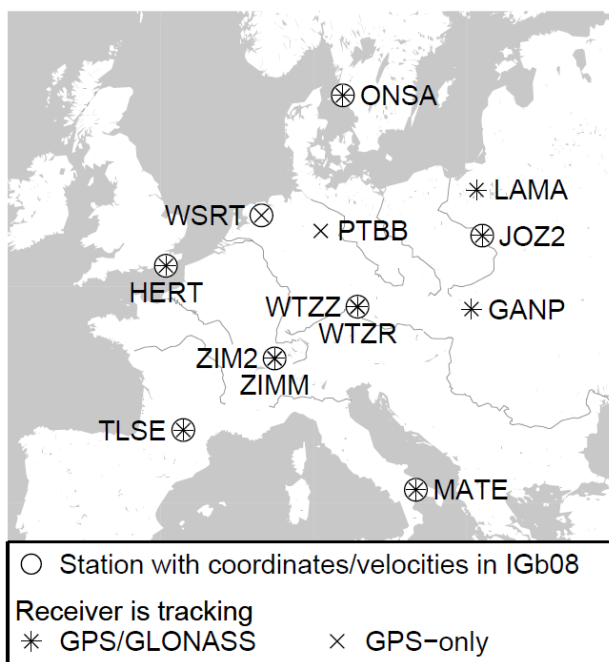 ONSA
LAMA
WSRT
PTBB
JOZ2
HERT
WTZZ
GANP
WTZR
ZIM2
ZIMM
TLSE
MATE
Station with coordinates/velocities in IGb08
Receiver is tracking
GPS/GLONASS
GPS−only